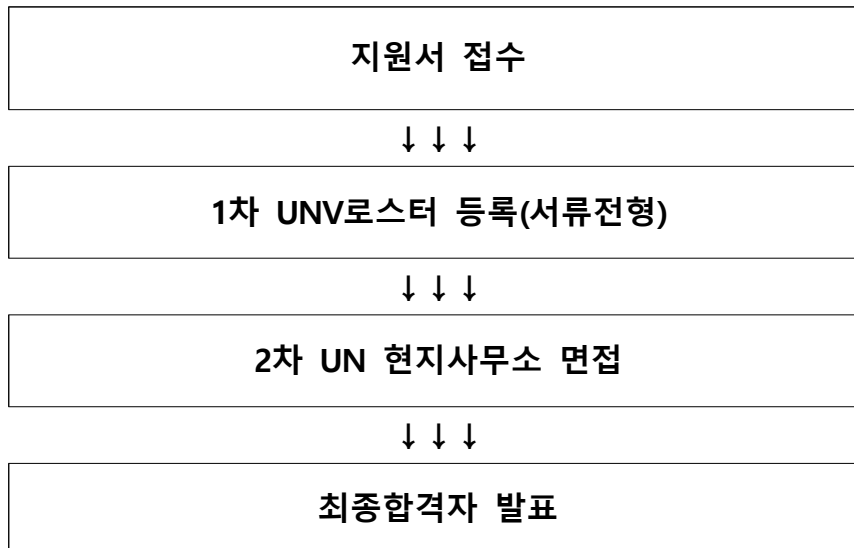 지원서 접수
↓ ↓ ↓
1차 UNV로스터 등록(서류전형)
↓ ↓ ↓
2차 UN 현지사무소 면접
↓ ↓ ↓
최종합격자 발표